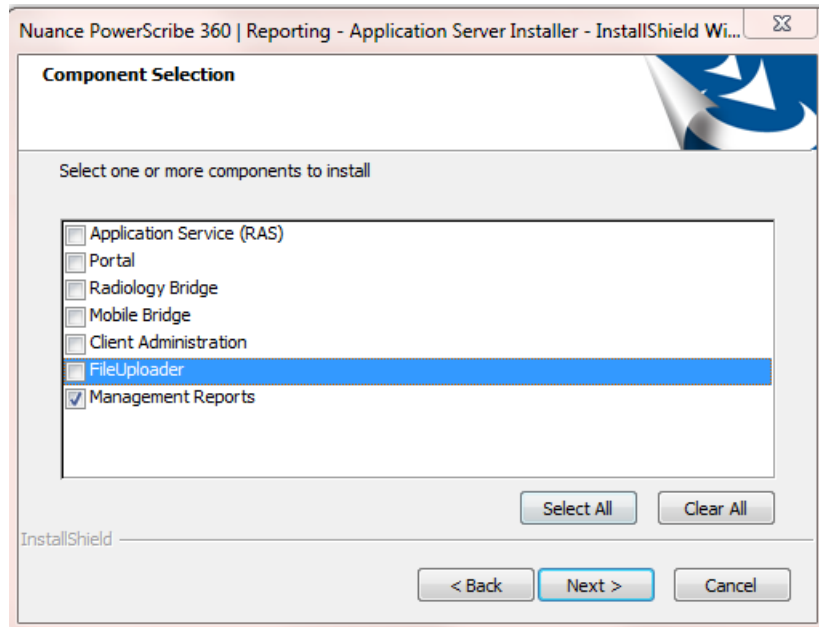 Nuance PowerScribe 360 | Reporting - Application Server Installer - InstallShield Wi...
Component Selection
Select one or more components to install
Application Service (RAS)
Portal
Radiology Bridge
Mobile Bridge
Client Administration
FileUploader
Management Reports
Select All
Clear All
InstallShield
< Back
Next >
Cancel